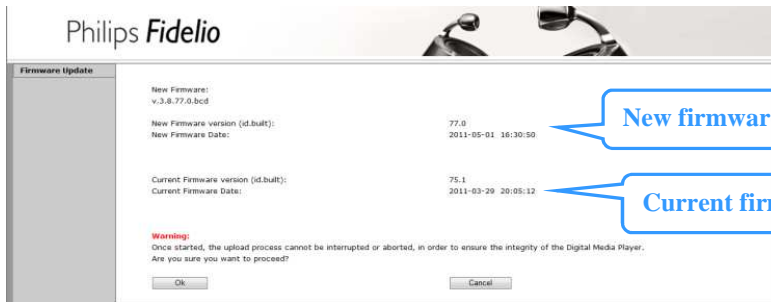 Philips Fidelio
Firmware Update
New Firmware:
v.3.8.77.0.bcd
New Firmware version (id.built): 77.0
New Firmware Date: 2011-05-01 16:30:50
New firmwar
Current Firmware version (id.built): 75.1
Current Firmware Date: 2011-03-29 20:05:12
Current firm
Warning:
Once started, the upload process cannot be interrupted or aborted, in order to ensure the integrity of the Digital Media Player.
Are you sure you want to proceed?
Ok Cancel